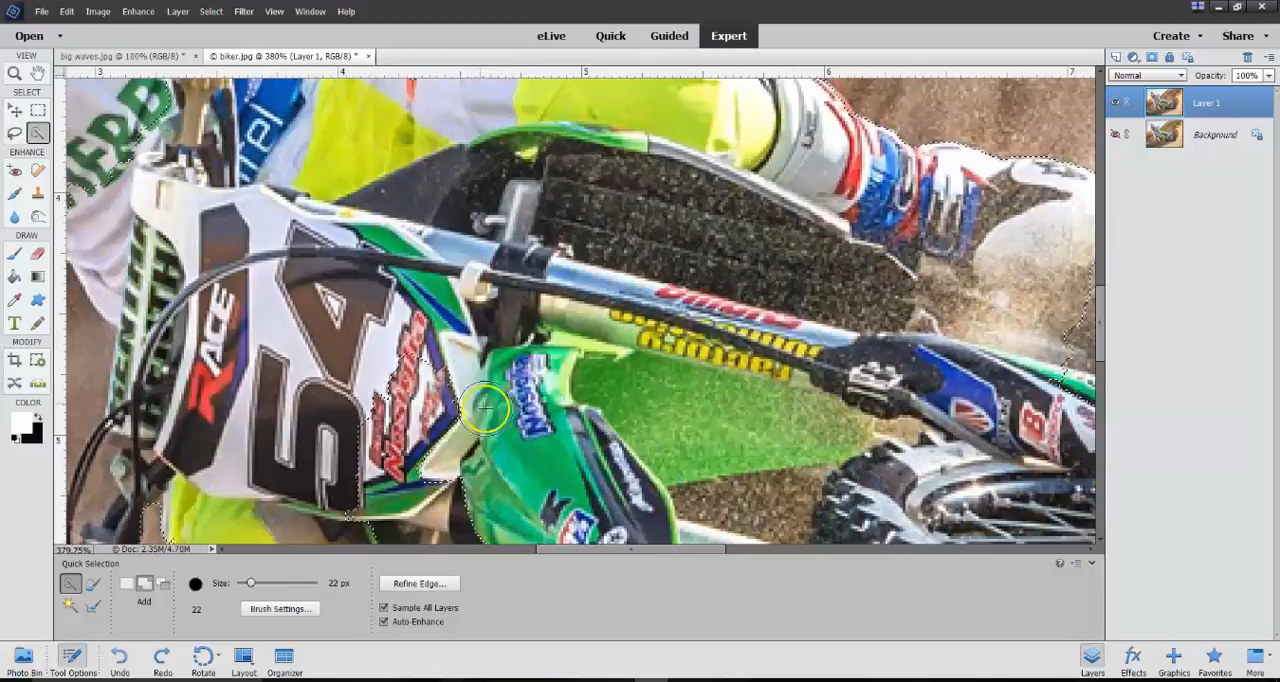 File Edit Image Enhance Layer Select Filter View Window Help
Open eLive Quick Guided Expert Create Share
VIEW big waves.jpg @ 100% (RGB/8) * × © biker.jpg @ 380% (Layer 1, RGB/8) * ×
3 4 5 6 7
Normal Opacity: 100%
SELECT
Layer 1
Background
ENHANCE
DRAW
MODIFY
COLOR
4
5
RACE
54
379.75% © Doc: 2.35M/4.70M
Quick Selection
Size: 22 px
Add
22
Brush Settings...
Refine Edge...
Sample All Layers
Auto-Enhance
Photo Bin Tool Options Undo Redo Rotate Layout Organizer Layers Effects Graphics Favorites More